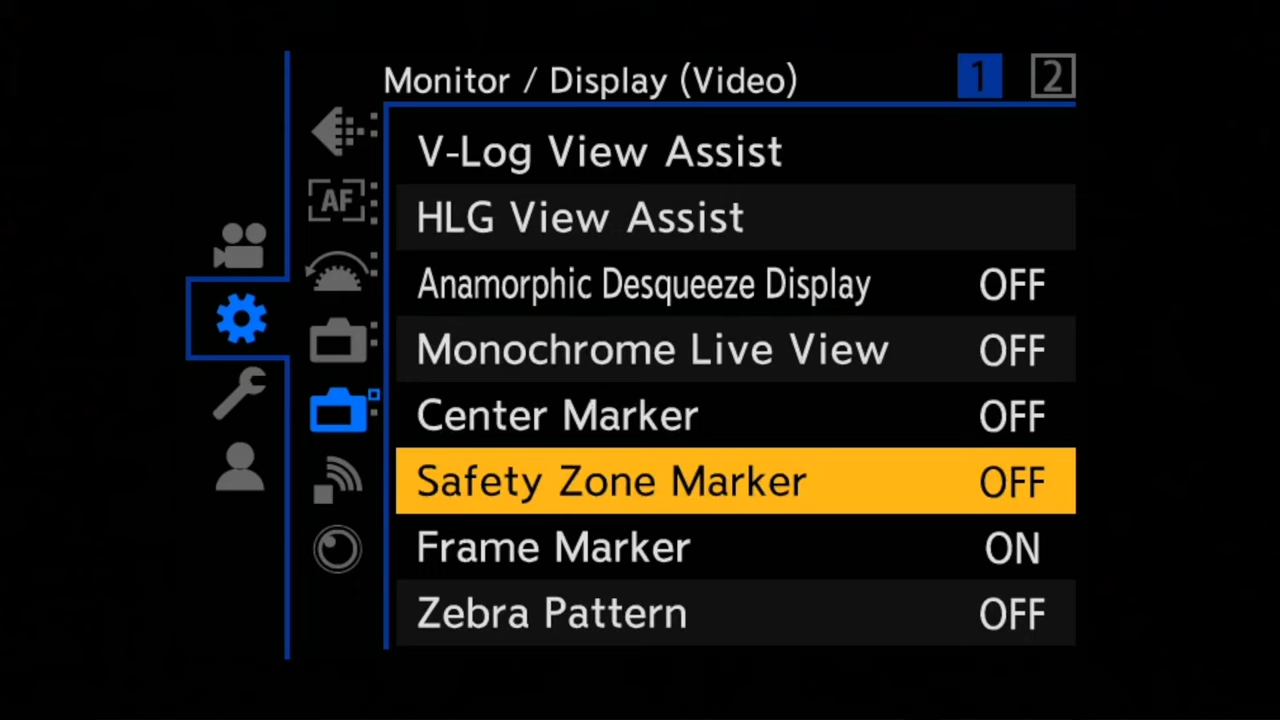 Monitor / Display (Video) 1 2
AF
V-Log View Assist
HLG View Assist
Anamorphic Desqueeze Display OFF
Monochrome Live View OFF
Center Marker OFF
Safety Zone Marker OFF
Frame Marker ON
Zebra Pattern OFF